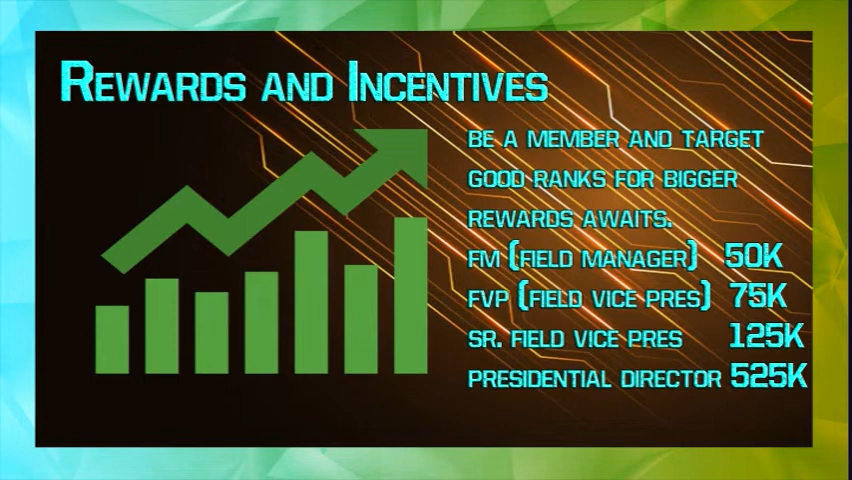 REWARDS AND INCENTIVES
BE A MEMBER AND TARGET
GOOD RANKS FOR BIGGER
REWARDS AWAITS.
FM (FIELD MANAGER) 50K
FVP (FIELD VICE PRES) 75K
SR. FIELD VICE PRES 125K
PRESIDENTIAL DIRECTOR 525K